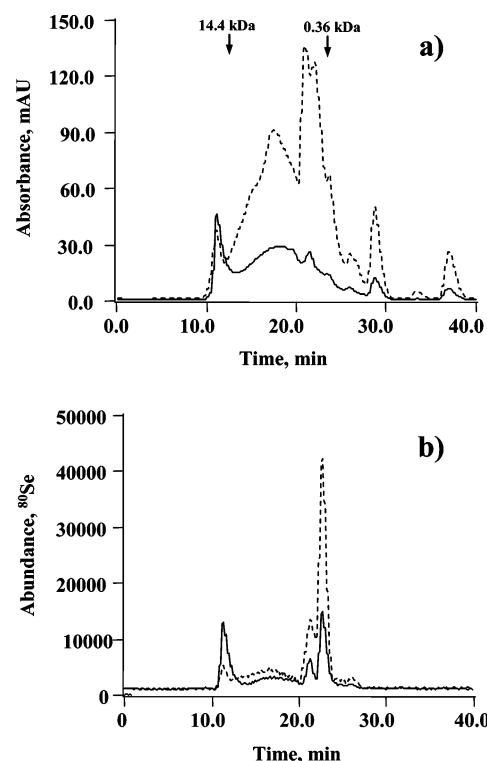 14.4 kDa 0.36 kDa
a)
150.0
120.0
90.0
60.0
30.0
0.0
Absorbance, mAU
0.0 10.0 20.0 30.0 40.0
Time, min
b)
50000
40000
30000
20000
10000
0
Abundance, ⁸⁰Se
0 10.0 20.0 30.0 40.0
Time, min